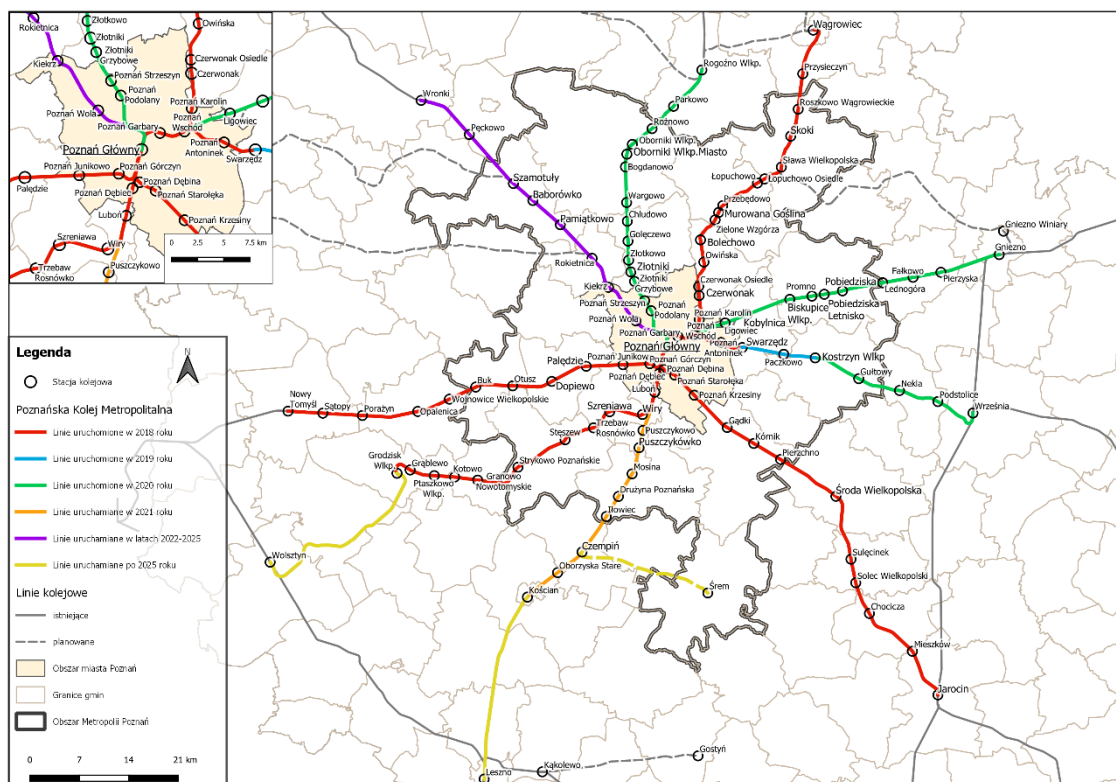 Rokietnica
Złotkowo
Złotniki
Złotniki
Grzybowe
Kiekrz
Poznań Strzeszyn
Poznań
Podolany
Poznań Wola
Owińska
Czerwonak Osiedle
Czerwonak
Poznań Karolin
Poznań
Wschód
Ligowiec
Poznań Garbary
Poznań Główny
Poznań
Antoninek
Swarzędz
Poznań Junikowo
Poznań Górczyn
Palędzie
Poznań Dębina
Poznań Dębiec
Poznań Starołęka
Luboń
Poznań Krzesiny
Szreniawa
Wiry
Trzebaw
Rosnówko
Puszczykowo
0 2.5 5 7.5 km
Wągrowiec
Przysieczyn
Roszkowo Wągrowieckie
Skoki
Sława Wielkopolska
Łopuchowo
Łopuchowo Osiedle
Przebędowo
Murowana Goślina
Zielone Wzgórza
Bolechowo
Owińska
Czerwonak Osiedle
Czerwonak
Rogoźno Wlkp.
Parkowo
Rożnowo
Oborniki Wlkp.
Oborniki Wlkp.Miasto
Bogdanowo
Wargowo
Chludowo
Golęczewo
Złotkowo
Złotniki
Złotniki
Grzybowe
Wronki
Pęckowo
Szamotuły
Baborówko
Pamiątkowo
Rokietnica
Kiekrz
Poznań
Strzeszyn
Poznań
Podolany
Poznań Wola
Poznań Garbary
Poznań Główny
Poznań Karolin
Poznań
Wschód
Ligowiec
Kobylnica
Biskupice
Wlkp.
Promno
Pobiedziska
Pobiedziska
Letnisko
Lednogóra
Fałkowo
Pierzyska
Gniezno
Gniezno Winiary
Poznań
Antoninek
Swarzędz
Paczkowo
Kostrzyn Wlkp
Gułtowy
Nekla
Podstolice
Września
Nowy
Tomyśl
Sątopy
Porażyn
Opalenica
Wojnowice Wielkopolskie
Buk
Otusz
Dopiewo
Palędzie
Poznań Junikowo
Poznań Górczyn
Poznań Dębina
Poznań Dębiec
Poznań Starołęka
Luboń
Poznań Krzesiny
Gądki
Kórnik
Pierzchno
Środa Wielkopolska
Sulęcinek
Solec Wielkopolski
Chocicza
Mieszków
Jarocin
Szreniawa
Wiry
Trzebaw
Rosnówko
Stęszew
Strykowo Poznańskie
Granowo
Nowotomyskie
Kotowo
Ptaszkowo
Wlkp.
Grąblewo
Grodzisk
Wlkp.
Wolsztyn
Puszczykowo
Puszczykówko
Mosina
Drużyna Poznańska
Iłowiec
Czempiń
Oborzyska Stare
Kościan
Śrem
Leszno
Kąkolewo
Gostyń
Legenda
N
Stacja kolejowa
Poznańska Kolej Metropolitalna
Linie uruchomione w 2018 roku
Linie uruchomione w 2019 roku
Linie uruchomione w 2020 roku
Linie uruchamiane w 2021 roku
Linie uruchamiane w latach 2022-2025
Linie uruchamiane po 2025 roku
Linie kolejowe
istniejące
planowane
Obszar miasta Poznań
Granice gmin
Obszar Metropolii Poznań
0 7 14 21 km